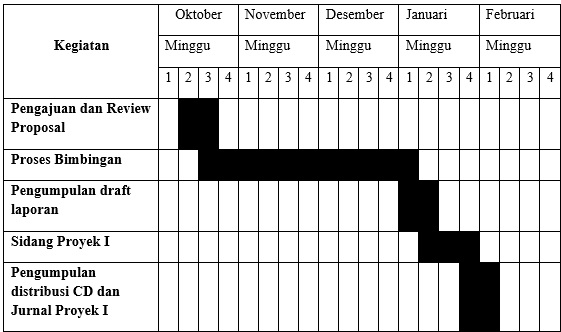 Kegiatan
Oktober November Desember Januari Februari
Minggu Minggu Minggu Minggu Minggu
1 2 3 4 1 2 3 4 1 2 3 4 1 2 3 4 1 2 3 4
Pengajuan dan Review
Proposal
Proses Bimbingan
Pengumpulan draft
laporan
Sidang Proyek I
Pengumpulan
distribusi CD dan
Jurnal Proyek I